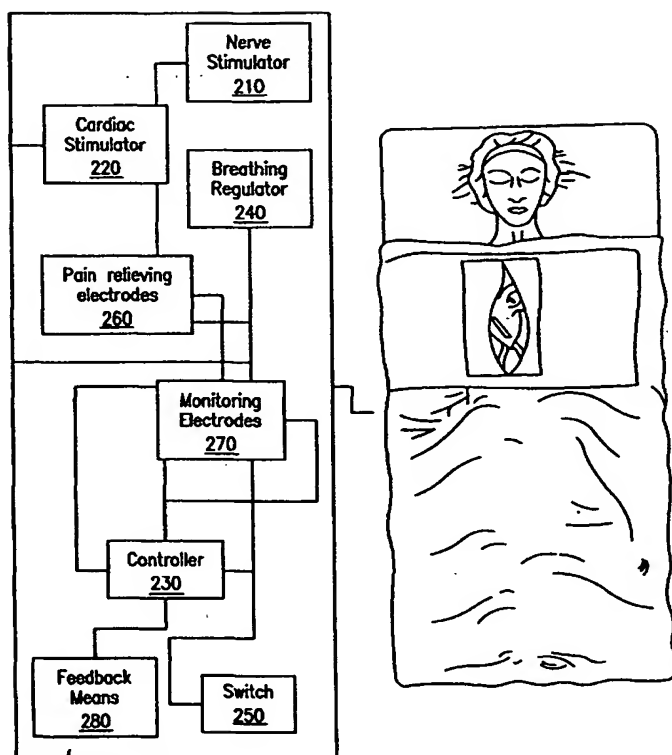 Nerve
Stimulator
210
Cardiac
Stimulator
220
Breathing
Regulator
240
Pain relieving
electrodes
260
Monitoring
Electrodes
270
Controller
230
Feedback
Means
280
Switch
250